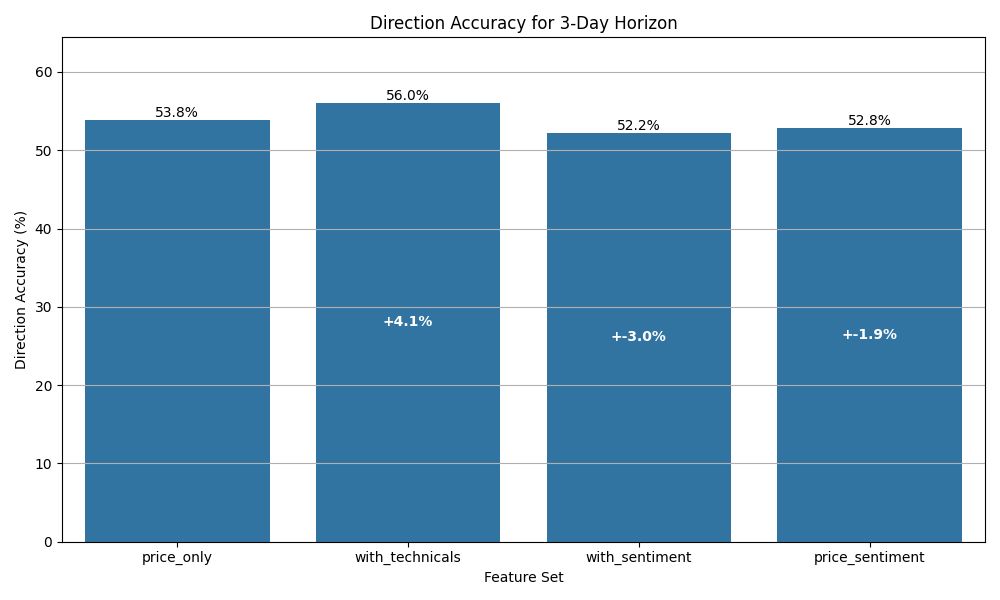 Direction Accuracy for 3-Day Horizon
Direction Accuracy (%)
60
50
40
30
20
10
0
53.8%
56.0%
52.2%
52.8%
+4.1%
+-3.0%
+-1.9%
price_only
with_technicals
with_sentiment
price_sentiment
Feature Set